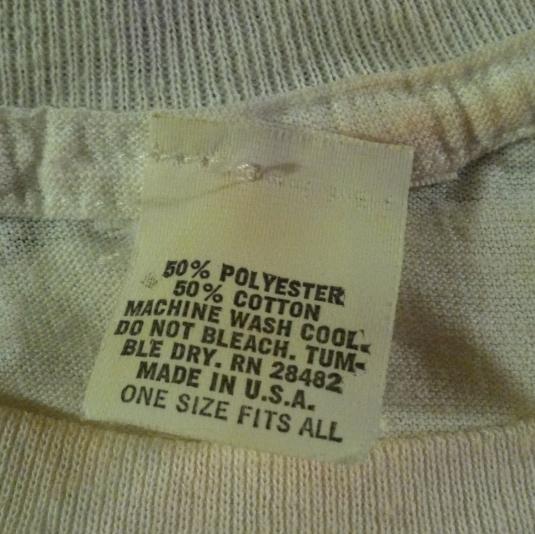 50% POLYESTER
50% COTTON
MACHINE WASH COOL.
DO NOT BLEACH. TUM-
BLE DRY. RN 28482
MADE IN U.S.A.
ONE SIZE FITS ALL